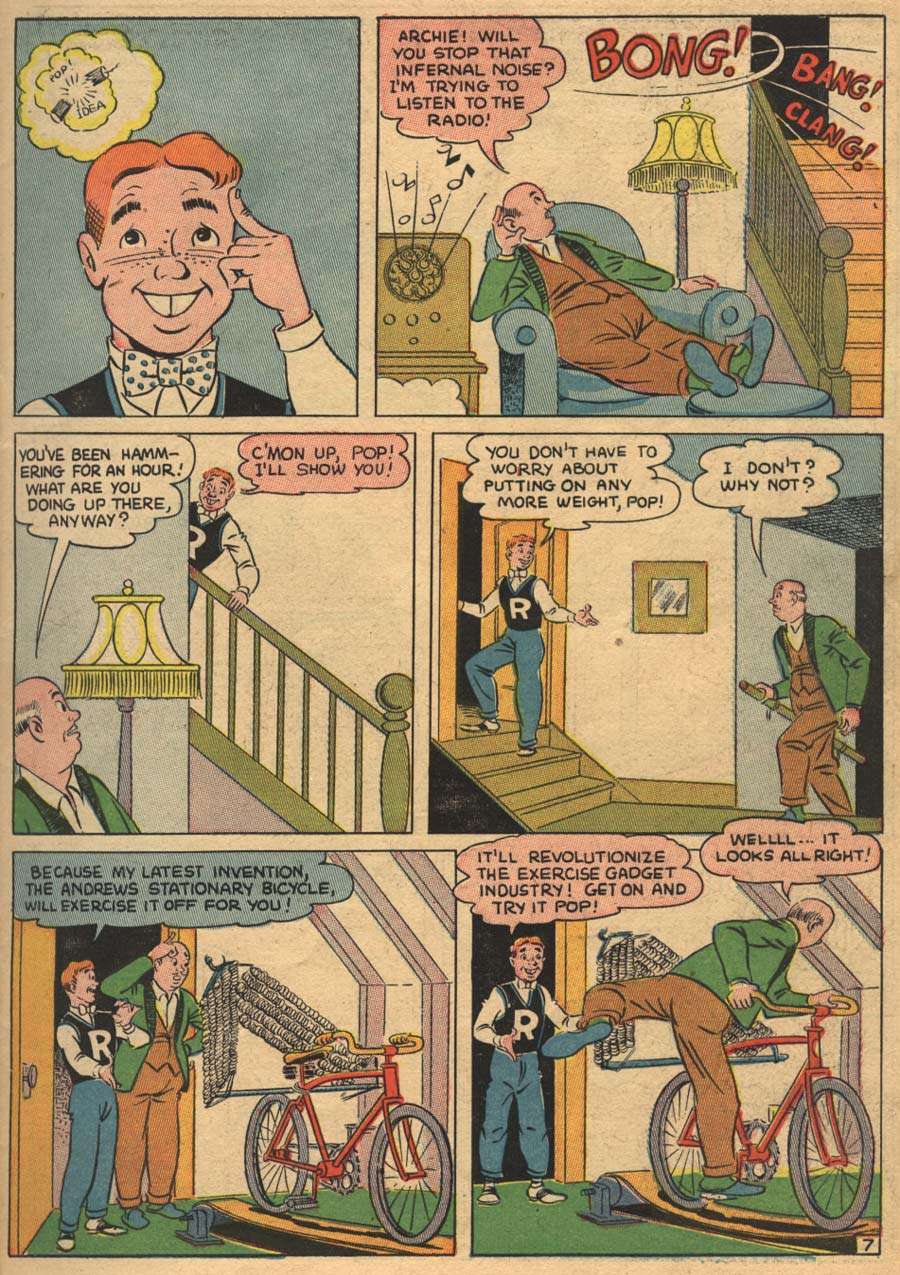 POP!
IDEA
ARCHIE! WILL
YOU STOP THAT
INFERNAL NOISE?
I'M TRYING TO
LISTEN TO THE
RADIO!
BONG!
BANG!
CLANG!
YOU'VE BEEN HAMM-
ERING FOR AN HOUR!
WHAT ARE YOU
DOING UP THERE,
ANYWAY?
C'MON UP, POP!
I'LL SHOW YOU!
R
YOU DON'T HAVE TO
WORRY ABOUT
PUTTING ON ANY
MORE WEIGHT, POP!
I DON'T?
WHY NOT?
R
BECAUSE MY LATEST INVENTION,
THE ANDREWS STATIONARY BICYCLE,
WILL EXERCISE IT OFF FOR YOU!
R
IT'LL REVOLUTIONIZE
THE EXERCISE GADGET
INDUSTRY! GET ON AND
TRY IT POP!
WELLLL... IT
LOOKS ALL RIGHT!
R
7